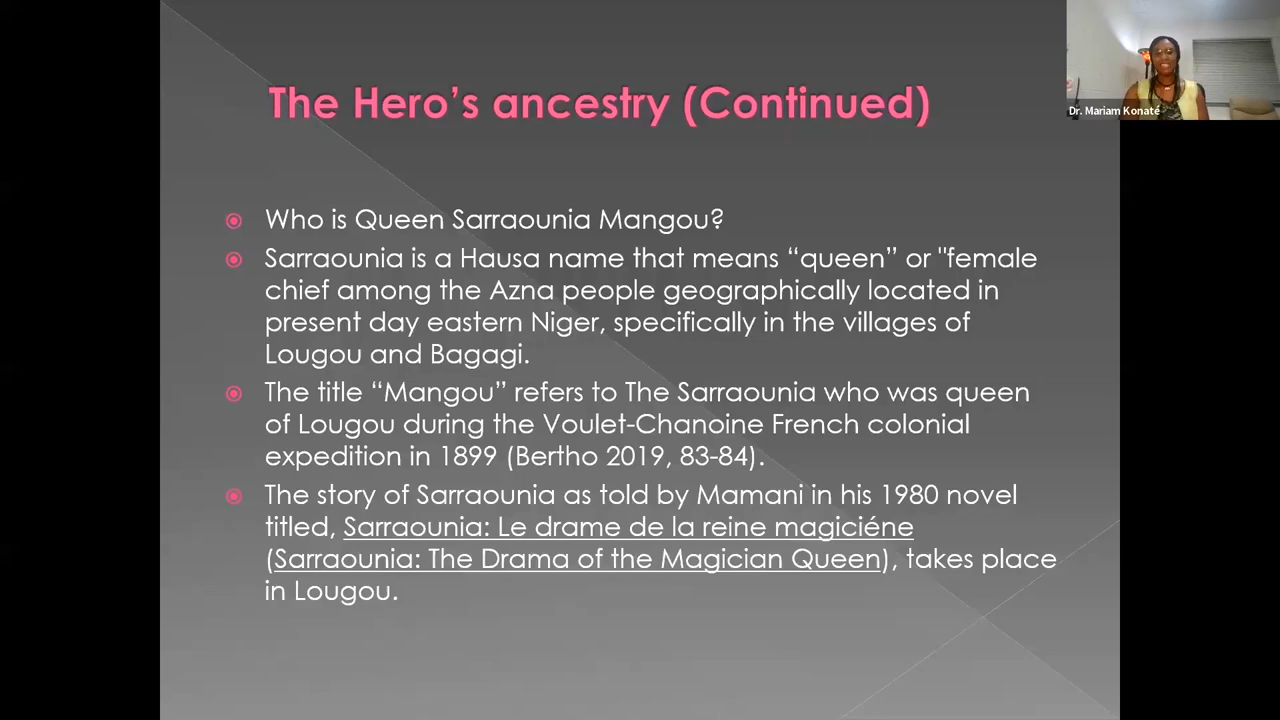 The Hero’s ancestry (Continued)
Dr. Mariam Konaté
Who is Queen Sarraounia Mangou?
Sarraounia is a Hausa name that means “queen” or "female
chief among the Azna people geographically located in
present day eastern Niger, specifically in the villages of
Lougou and Bagagi.
The title “Mangou” refers to The Sarraounia who was queen
of Lougou during the Voulet-Chanoine French colonial
expedition in 1899 (Bertho 2019, 83-84).
The story of Sarraounia as told by Mamani in his 1980 novel
titled, Sarraounia: Le drame de la reine magiciéne
(Sarraounia: The Drama of the Magician Queen), takes place
in Lougou.